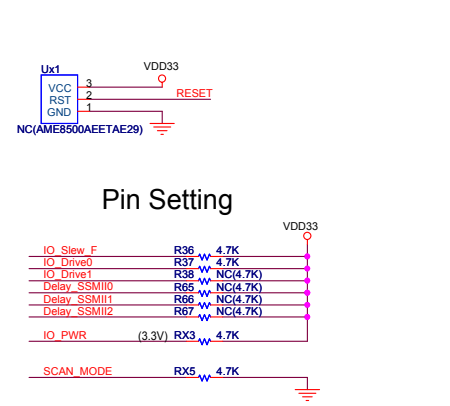 Ux1
VDD33
VCC 3
RST 2 RESET
GND 1
NC(AME8500AEETAE29)
Pin Setting
VDD33
IO_Slew_F R36 4.7K
IO_Drive0 R37 4.7K
IO_Drive1 R38 NC(4.7K)
Delay_SSMII0 R65 NC(4.7K)
Delay_SSMII1 R66 NC(4.7K)
Delay_SSMII2 R67 NC(4.7K)
IO_PWR (3.3V) RX3 4.7K
SCAN_MODE RX5 4.7K